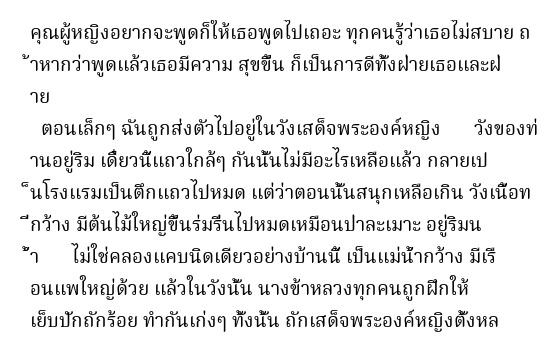 คุณผู้หญิงอยากจะพูดก็ให้เธอพูดไปเถอะ ทุกคนรู้ว่าเธอไม่สบาย ถ
้าหากว่าพูดแล้วเธอมีความ สุขขึ้น ก็เป็นการดีทั้งฝ่ายเธอและฝ่
าย
ตอนเล็กๆ ฉันถูกส่งตัวไปอยู่ในวังเสด็จพระองค์หญิง วังของท่
านอยู่ริม เดี๋ยวนี้แถวใกล้ๆ กันนั้นไม่มีอะไรเหลือแล้ว กลายเป
็นโรงแรมเป็นตึกแถวไปหมด แต่ว่าตอนนั้นสนุกเหลือเกิน วังเนื้อท
ี่กว้าง มีต้นไม้ใหญ่ขึ้นร่มรื่นไปหมดเหมือนปาละเมาะ อยู่ริมน
้ำ ไม่ใช่คลองแคบนิดเดียวอย่างบ้านนี้ เป็นแม่น้ำกว้าง มีเรื
อนแพใหญ่ด้วย แล้วในวังนั้น นางข้าหลวงทุกคนถูกฝึกให้
เย็บปักถักร้อย ทำกันเก่งๆ ทั้งนั้น ถักเสด็จพระองค์หญิงตั้งหล